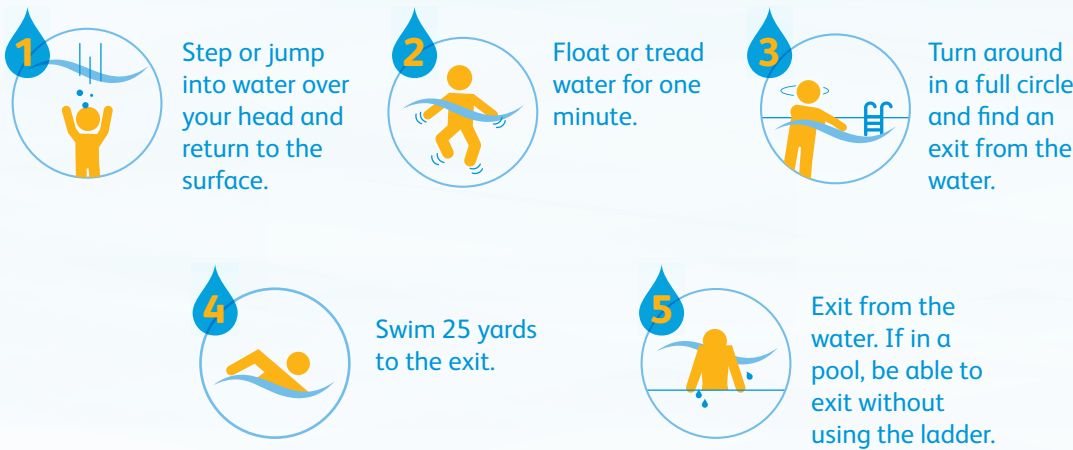 1
Step or jump
into water over
your head and
return to the
surface.
2
Float or tread
water for one
minute.
3
Turn around
in a full circle
and find an
exit from the
water.
4
Swim 25 yards
to the exit.
5
Exit from the
water. If in a
pool, be able to
exit without
using the ladder.